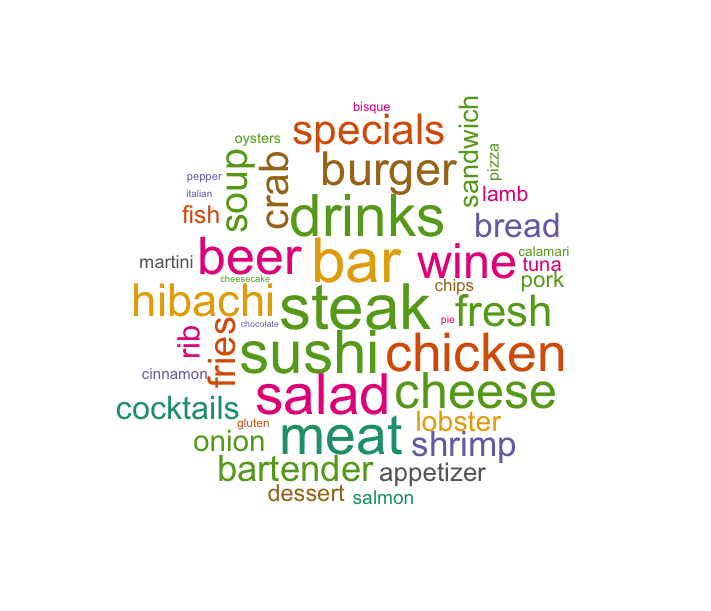 bisque
specials
sandwich
oysters
pizza
soup
crab
burger
pepper
italian
lamb
fish
drinks
bread
martini
beer
bar
wine
calamari
tuna
cheesecake
chips
pork
hibachi
steak
fresh
chocolate
pie
rib
fries
sushi
chicken
cinnamon
salad
cheese
cocktails
gluten
lobster
onion
meat
shrimp
bartender
appetizer
dessert
salmon